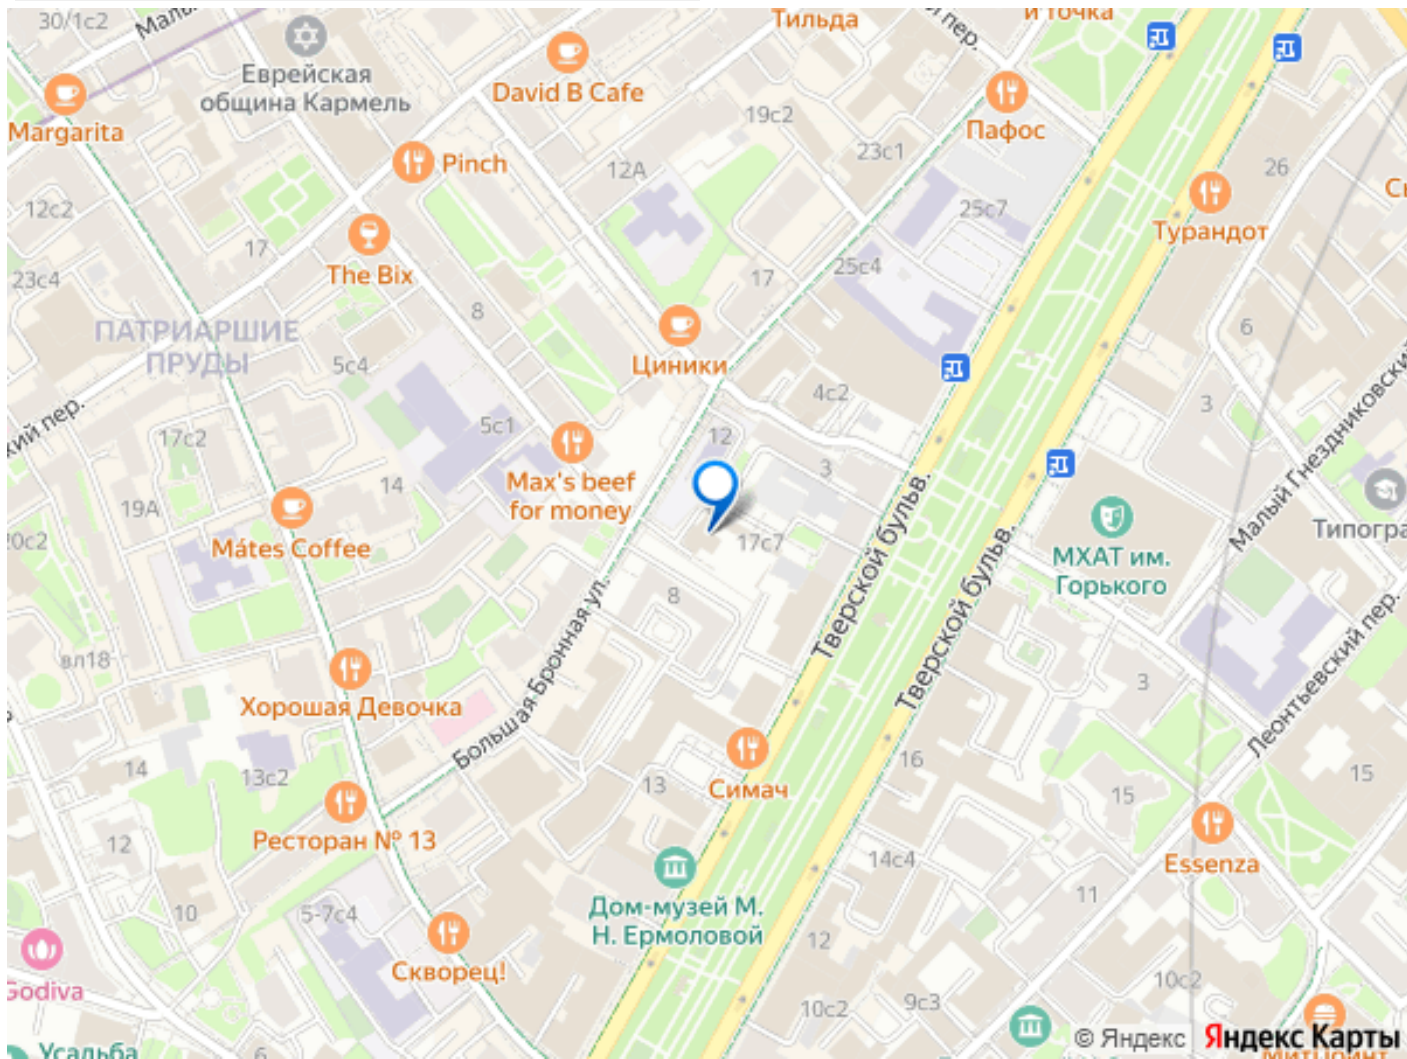 30/1с2
Тильда
и точка
Еврейская
община Кармель
David B Cafe
Margarita
19с2
Пафос
23с1
Pinch
12А
26
12с2
25с7
Турандот
17
The Bix
25с4
17
23с4
8
6
ПАТРИАРШИЕ
ПРУДЫ
Циники
5с4
4с2
3
17с2
5с1
12
3
Малый Гнездниковский
14
Max's beef
for money
19А
Mátes Coffee
17с7
МХАТ им.
Горького
Тверской бульв.
Тверской бульв.
8
Большая Бронная ул.
вл18
Леонтьевский пер.
3
Хорошая Девочка
14
13с2
13
Симач
16
15
15
Ресторан № 13
12
14с4
Essenza
11
10
5-7с4
Дом-музей М.
Н. Ермоловой
12
Скворец!
Godiva
10с2
10с2
9с3
6
Усадьба
© Яндекс
Яндекс Карты